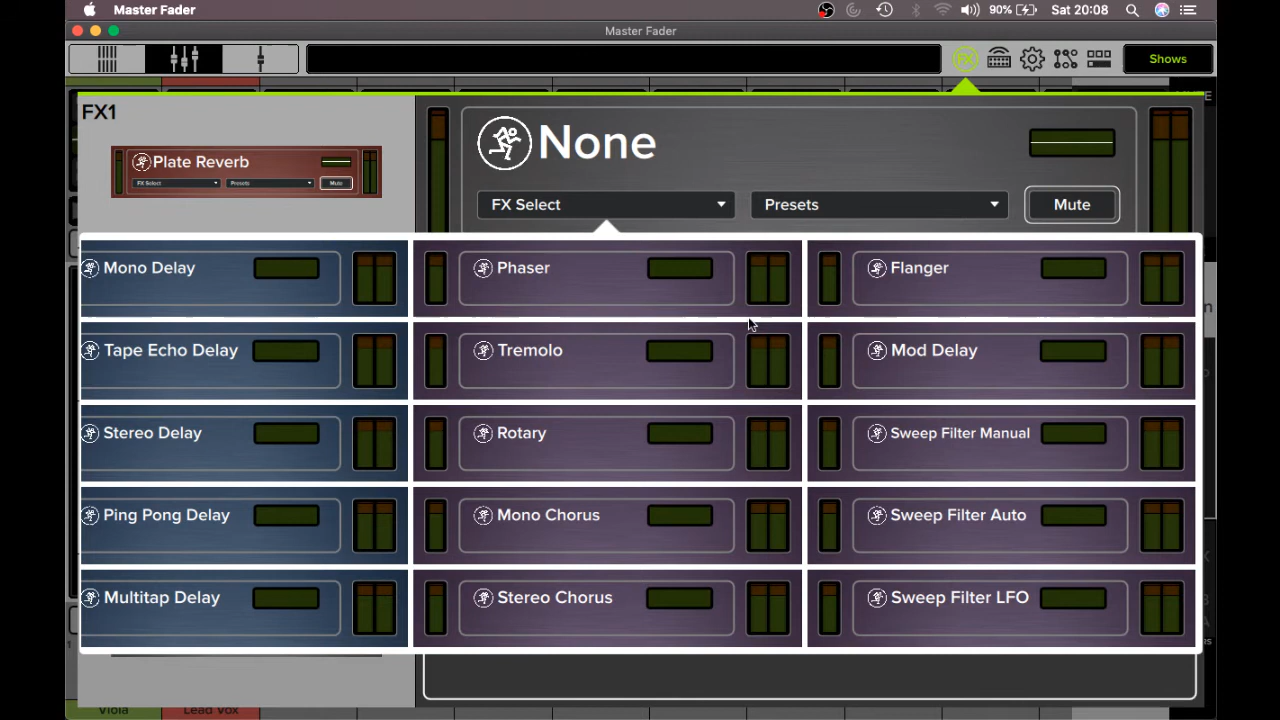 Master Fader
90%
Sat 20:08
Master Fader
FX
Shows
FX1
Plate Reverb
FX Select
Presets
Mute
None
FX Select
Presets
Mute
Mono Delay
Phaser
Flanger
Tape Echo Delay
Tremolo
Mod Delay
Stereo Delay
Rotary
Sweep Filter Manual
Ping Pong Delay
Mono Chorus
Sweep Filter Auto
Multitap Delay
Stereo Chorus
Sweep Filter LFO
Viola
Lead Vox